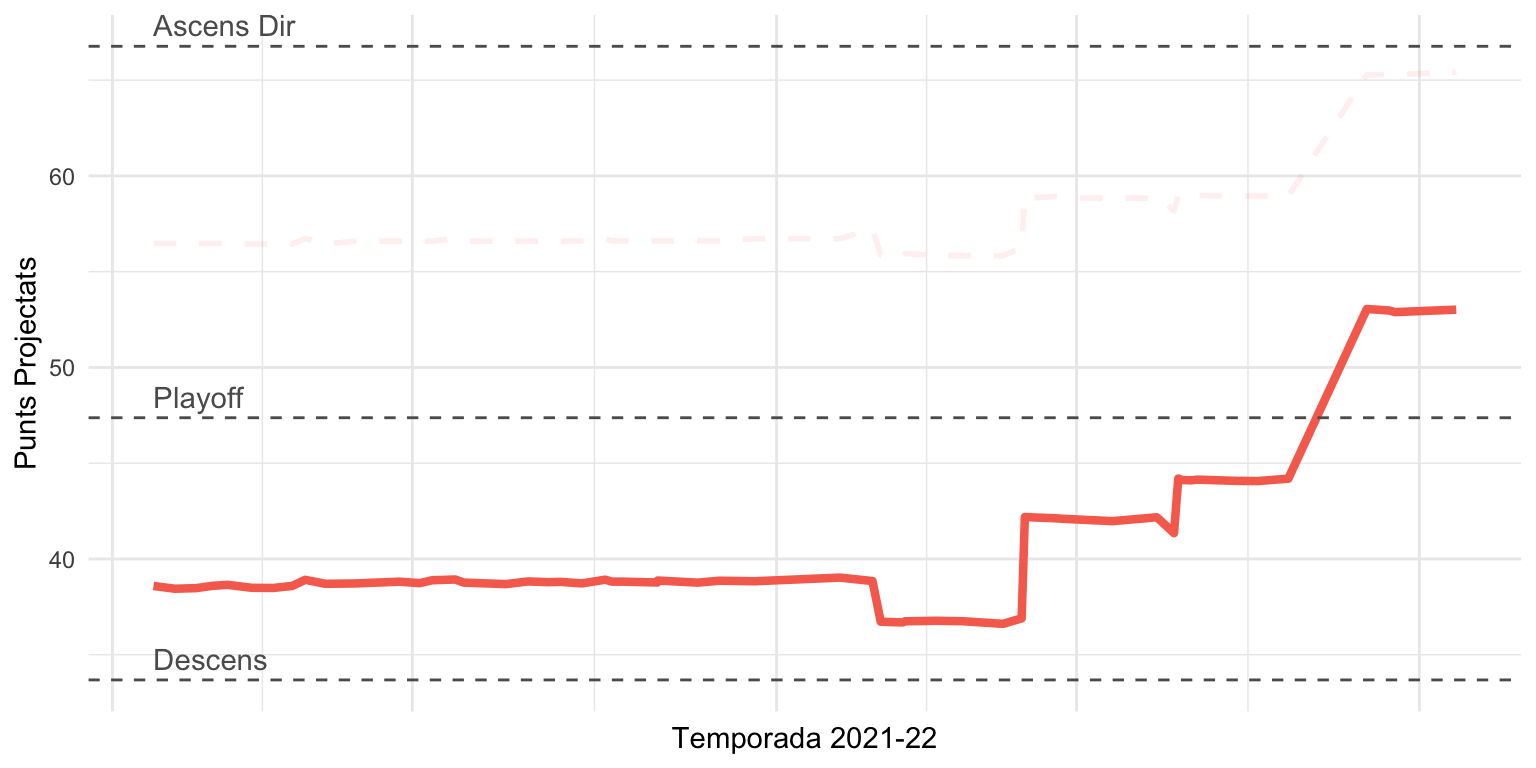 Ascens Dir
60
50
Playoff
40
Descens
Punts Projectats
Temporada 2021-22